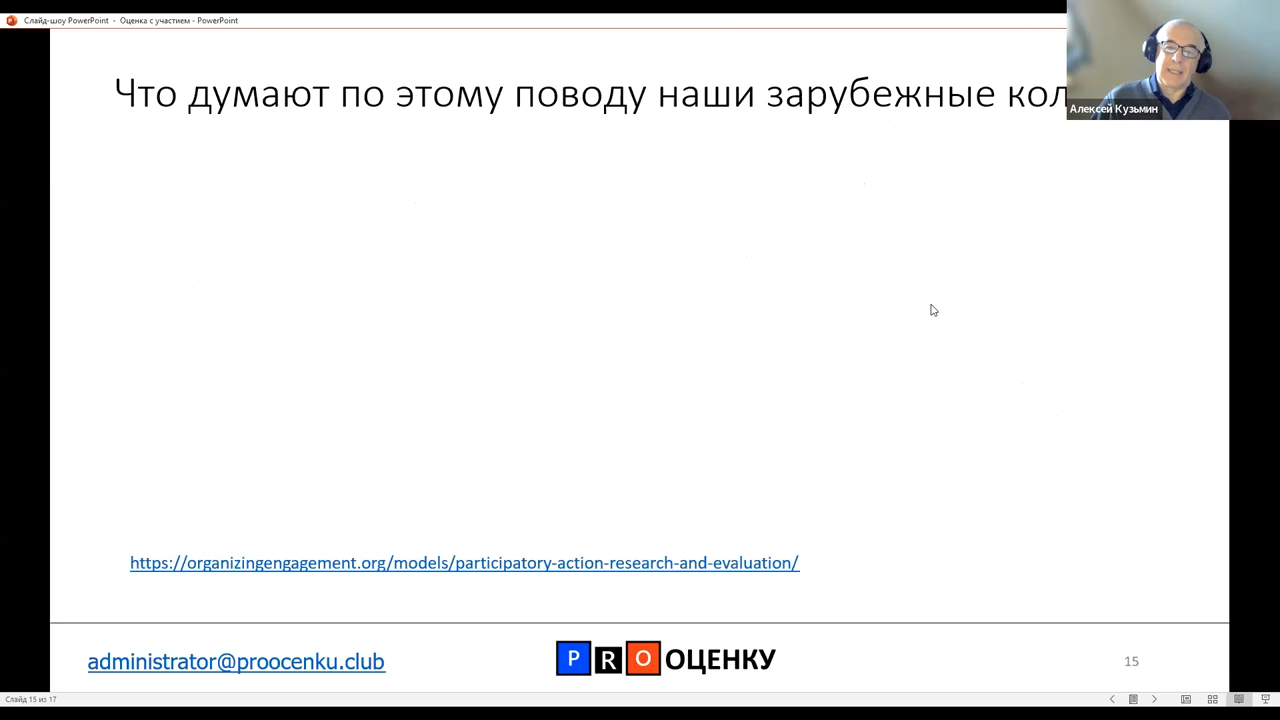 Слайд-шоу PowerPoint - Оценка с участием - PowerPoint
Что думают по этому поводу наши зарубежные кол
Алексей Кузьмин
https://organizingengagement.org/models/participatory-action-research-and-evaluation/
administrator@proocenku.club
PRO ОЦЕНКУ
15
Слайд 15 из 17